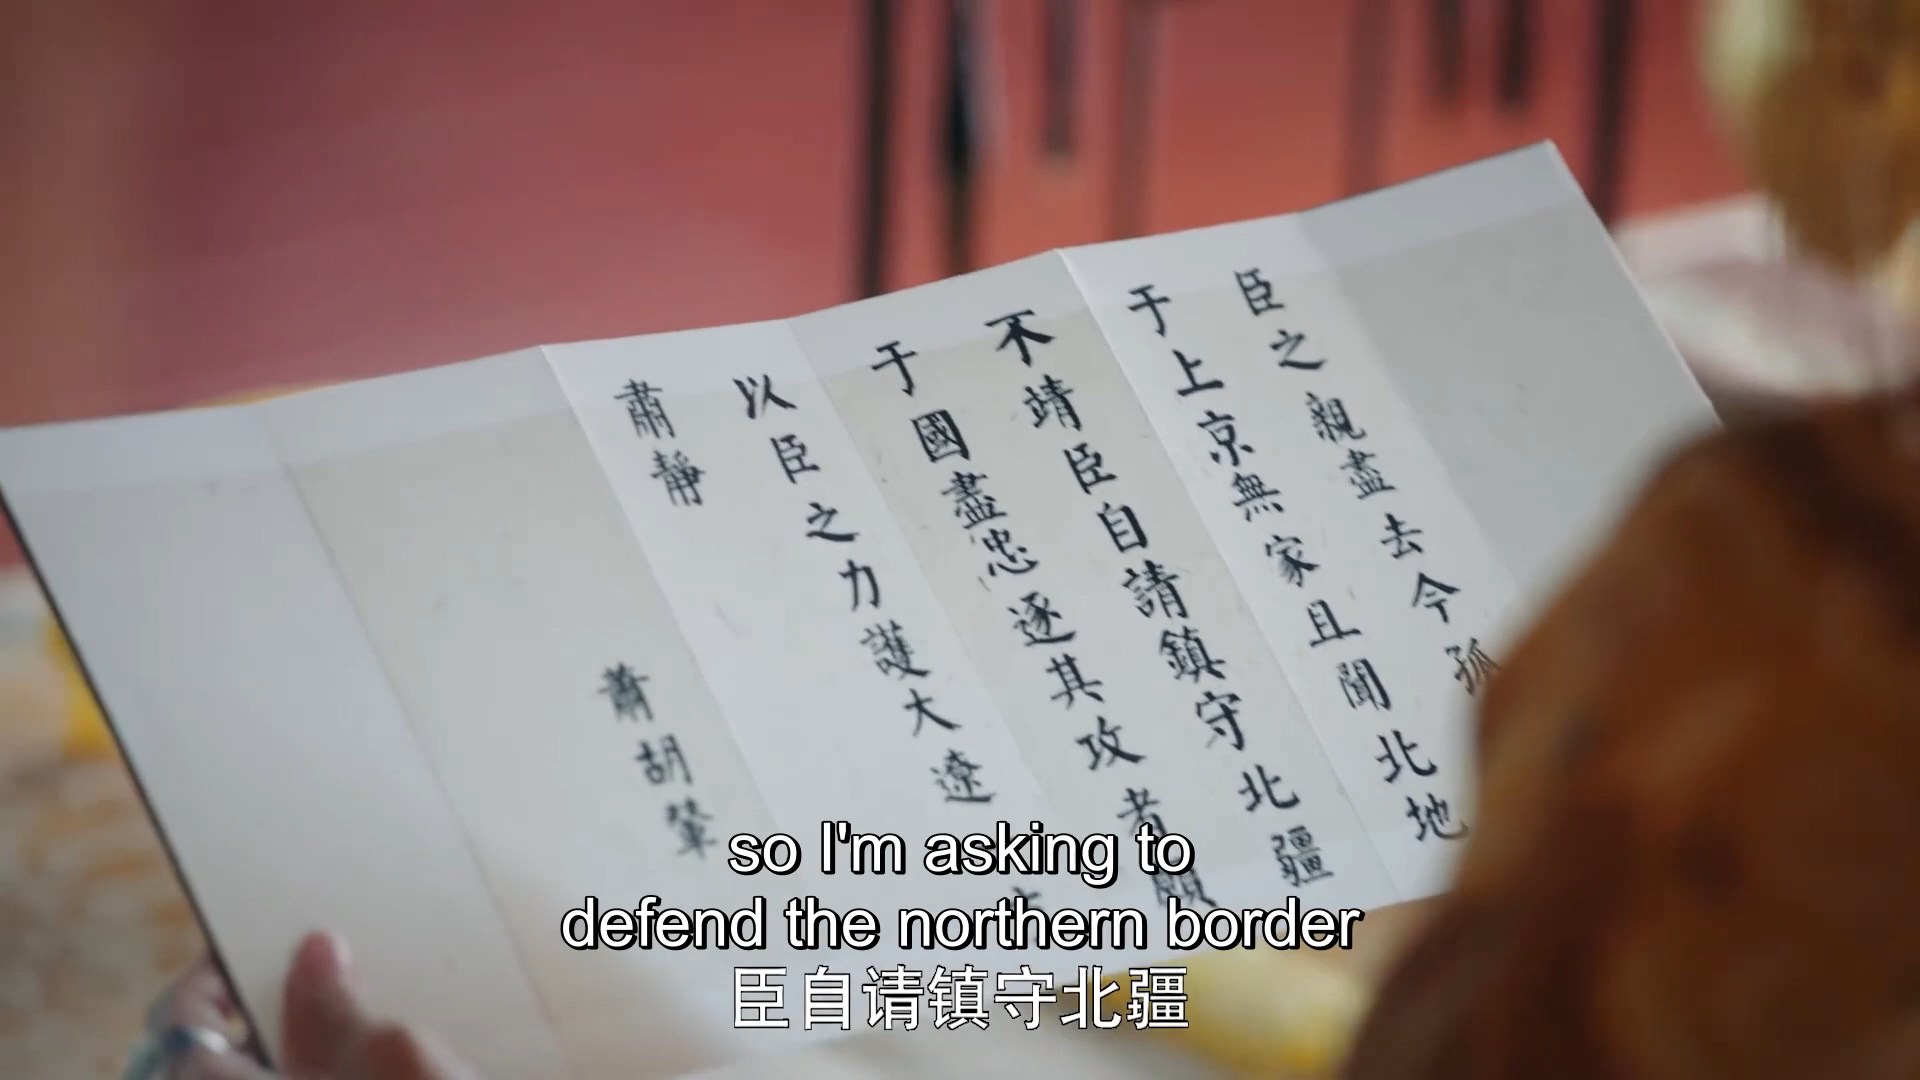 臣之親盡去今孤
于上京無家且聞北地
不靖臣自請鎮守北疆
于國盡忠逐其攻者願
以臣之力護大遼
蕭靜
蕭胡輦
so I'm asking to
defend the northern border
臣自请镇守北疆